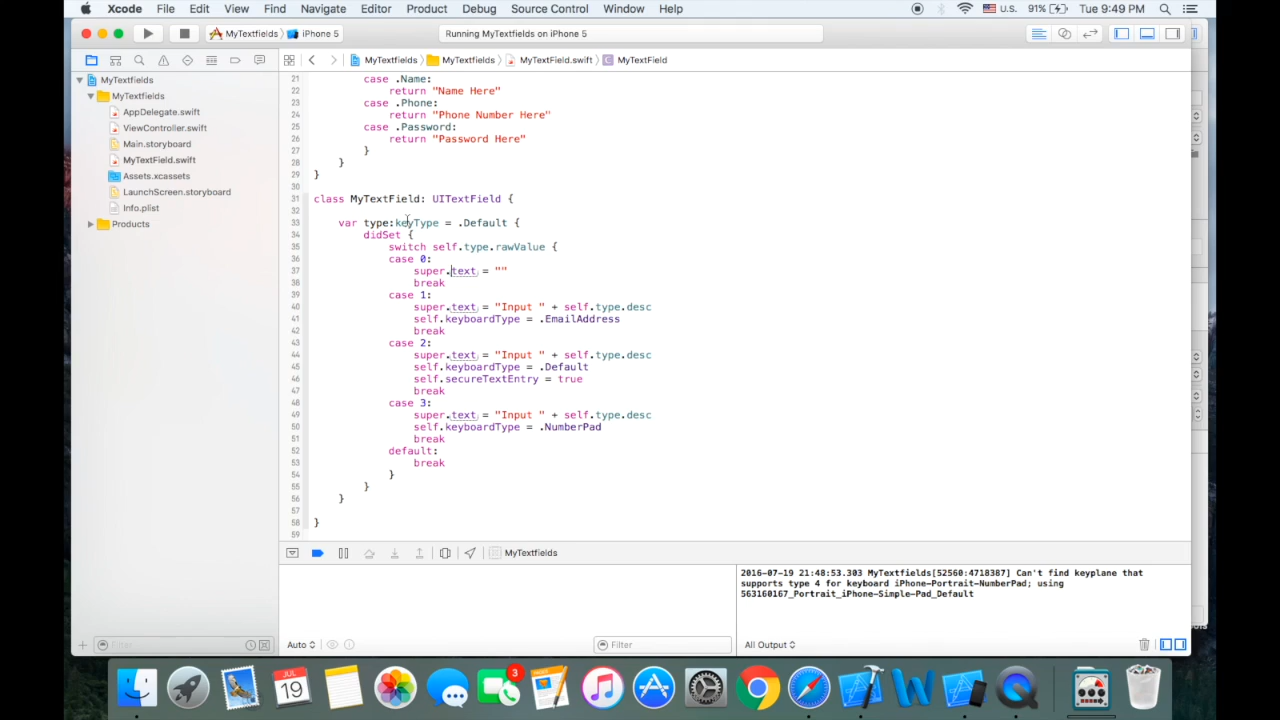 Xcode File Edit View Find Navigate Editor Product Debug Source Control Window Help U.S. 91% Tue 9:49 PM
MyTextfields iPhone 5 Running MyTextfields on iPhone 5
MyTextfields MyTextfields MyTextField.swift MyTextField
MyTextfields
MyTextfields
AppDelegate.swift
ViewController.swift
Main.storyboard
MyTextField.swift
Assets.xcassets
LaunchScreen.storyboard
Info.plist
Products
21 case .Name:
22 return "Name Here"
23 case .Phone:
24 return "Phone Number Here"
25 case .Password:
26 return "Password Here"
27 }
28 }
29 }
30
31 class MyTextField: UITextField {
32
33 var type:keyType = .Default {
34 didSet {
35 switch self.type.rawValue {
36 case 0:
37 super.text = ""
38 break
39 case 1:
40 super.text = "Input " + self.type.desc
41 self.keyboardType = .EmailAddress
42 break
43 case 2:
44 super.text = "Input " + self.type.desc
45 self.keyboardType = .Default
46 self.secureTextEntry = true
47 break
48 case 3:
49 super.text = "Input " + self.type.desc
50 self.keyboardType = .NumberPad
51 break
52 default:
53 break
54 }
55 }
56 }
57
58 }
59
MyTextfields
2016-07-19 21:48:53.303 MyTextfields[52560:4718387] Can't find keyplane that
supports type 4 for keyboard iPhone-Portrait-NumberPad; using
563160167_Portrait_iPhone-Simple-Pad_Default
Filter Auto Filter All Output
JUL
19
3